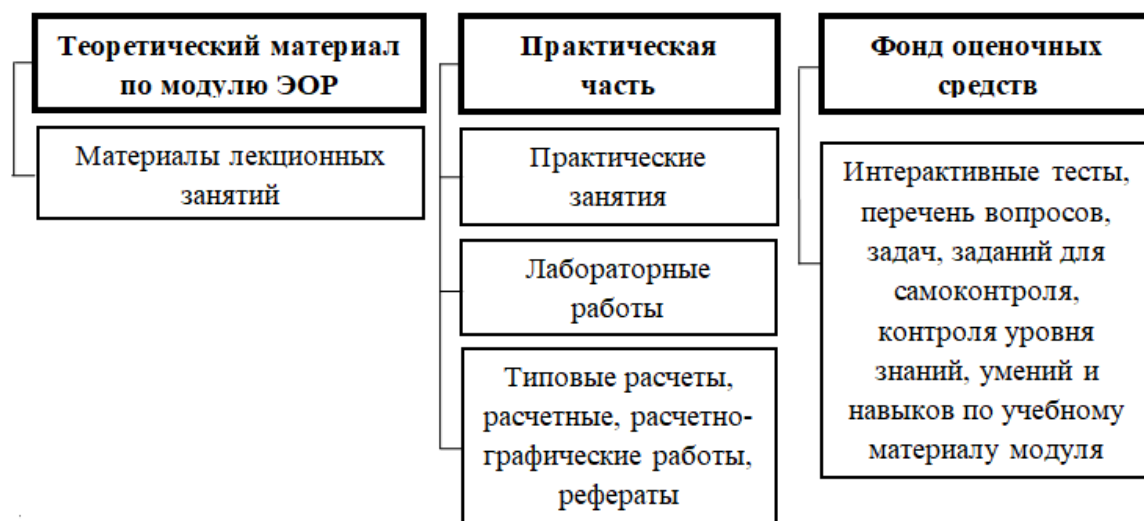 Теоретический материал
по модулю ЭОР
Материалы лекционных
занятий
Практическая
часть
Практические
занятия
Лабораторные
работы
Типовые расчеты,
расчетные, расчетно-
графические работы,
рефераты
Фонд оценочных
средств
Интерактивные тесты,
перечень вопросов,
задач, заданий для
самоконтроля,
контроля уровня
знаний, умений и
навыков по учебному
материалу модуля